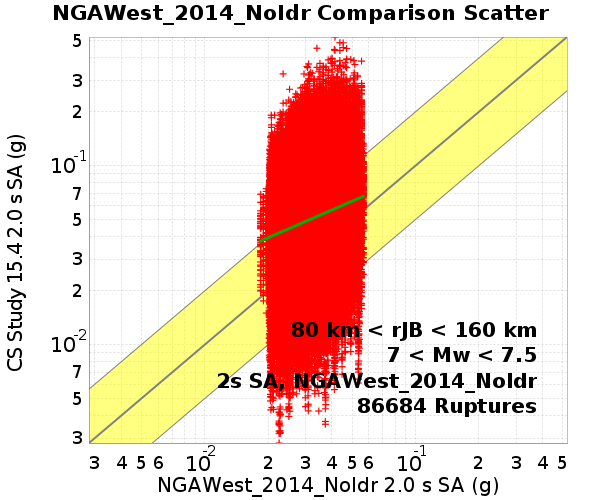 NGAWest_2014_NoIdr Comparison Scatter
5
3
2
10-1
7
5
3
2
10-2
7
5
3
CS Study 15.4 2.0 s SA (g)
80 km < rJB < 160 km
7 < Mw < 7.5
2s SA, NGAWest_2014_NoIdr
86684 Ruptures
3 4 5 6 10-2 2 3 4 5 6 10-1 3 4 5
NGAWest_2014_NoIdr 2.0 s SA (g)